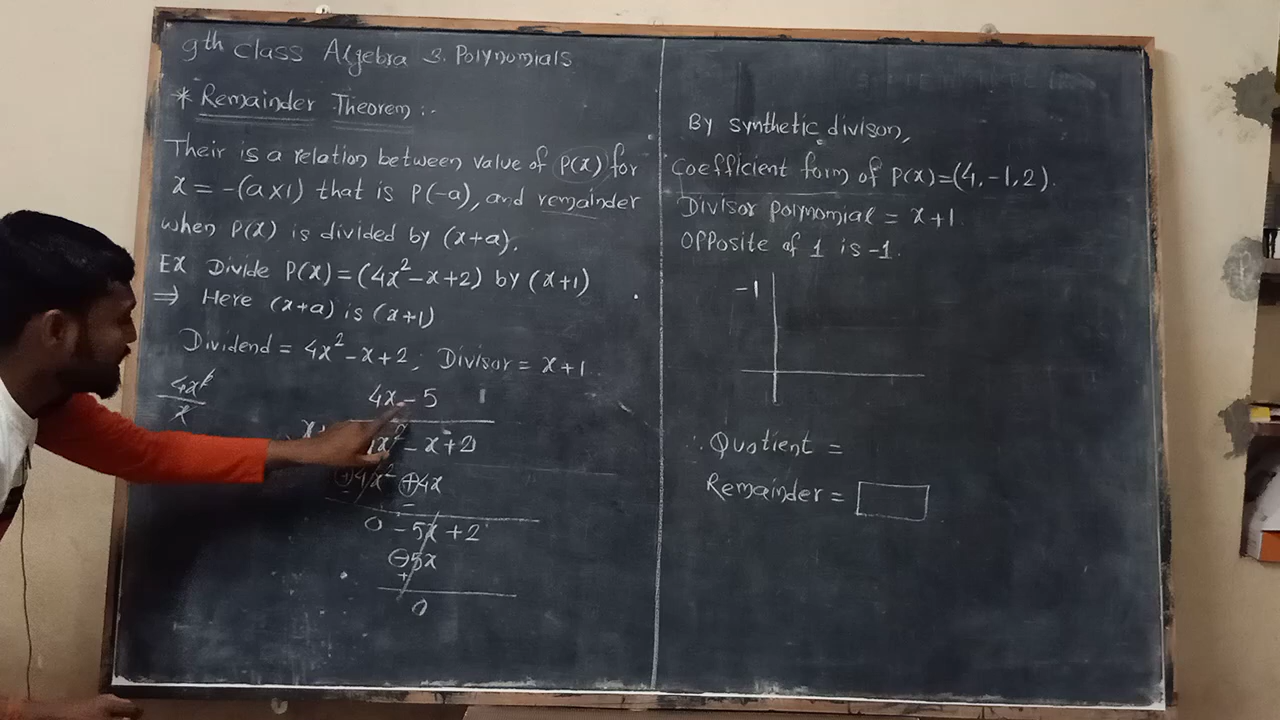 9th class Algebra 3. Polynomials
* Remainder Theorem :-
Their is a relation between value of P(x) for
x = -(a×1) that is P(-a), and remainder
when P(x) is divided by (x+a).
Ex Divide P(x) = (4x²-x+2) by (x+1)
⇒ Here (x+a) is (x+1)
Dividend = 4x²-x+2; Divisor = x+1
4x²
x
4x - 5
4x² - x + 2
⊕4x² ⊕4x
- -
0 - 5x + 2
⊖5x
+
0
By synthetic divison,
Coefficient form of P(x)=(4,-1,2).
Divisor polynomial = x+1.
Opposite of 1 is -1.
-1
∴ Quotient =
Remainder =